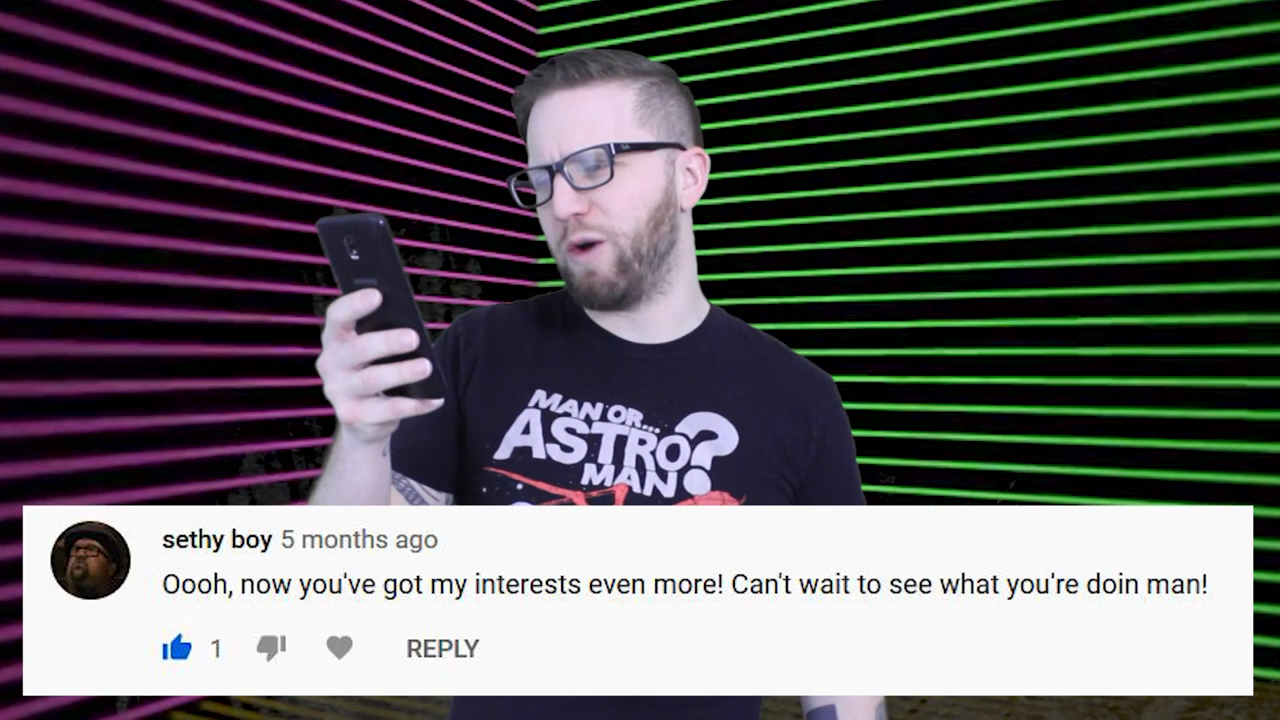 MAN OR...
ASTRO
MAN?
sethy boy 5 months ago
Oooh, now you've got my interests even more! Can't wait to see what you're doin man!
1
REPLY